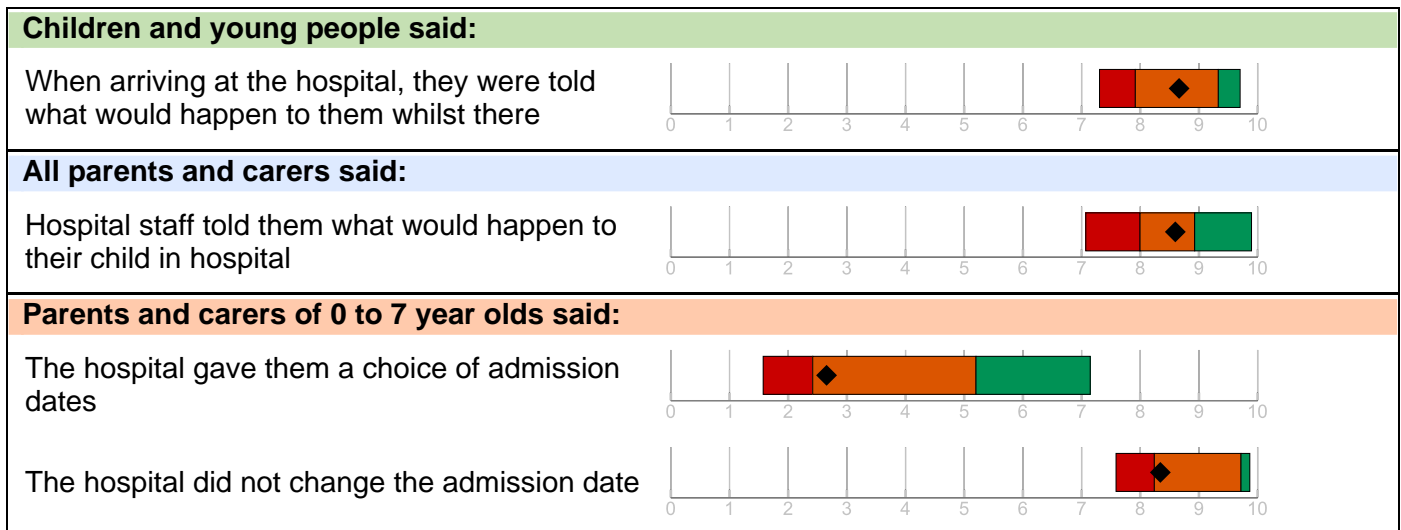 Children and young people said:
When arriving at the hospital, they were told
what would happen to them whilst there
0 1 2 3 4 5 6 7 8 9 10
All parents and carers said:
Hospital staff told them what would happen to
their child in hospital
0 1 2 3 4 5 6 7 8 9 10
Parents and carers of 0 to 7 year olds said:
The hospital gave them a choice of admission
dates
0 1 2 3 4 5 6 7 8 9 10
The hospital did not change the admission date
0 1 2 3 4 5 6 7 8 9 10